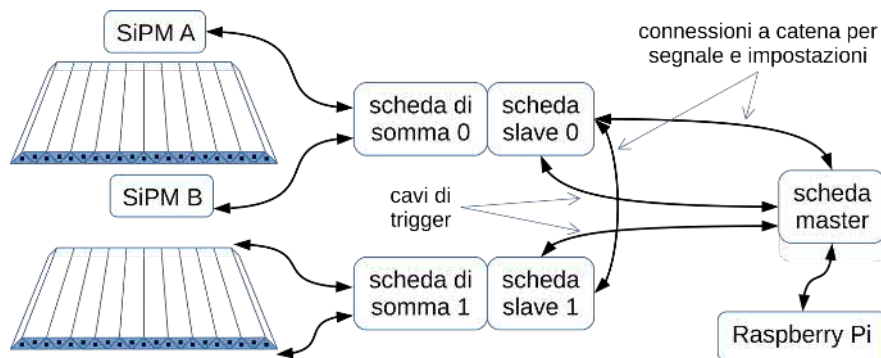 SiPM A
connessioni a catena per
segnale e impostazioni
scheda di
somma 0
scheda
slave 0
SiPM B
cavi di
trigger
scheda
master
scheda di
somma 1
scheda
slave 1
Raspberry Pi